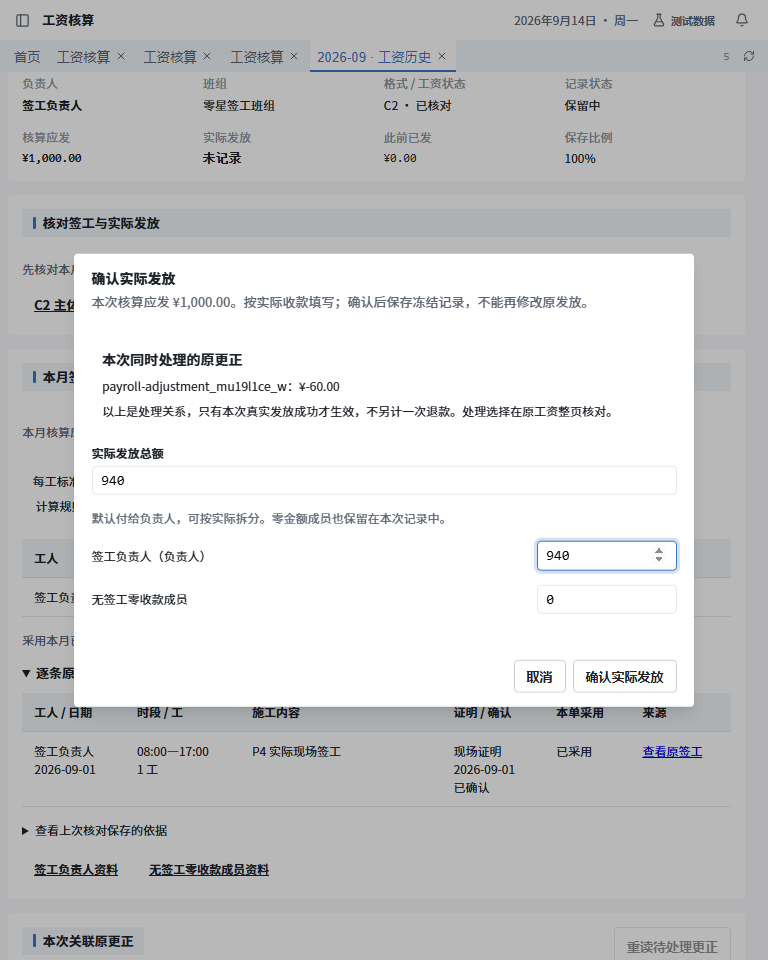 工资核算
2026年9月14日 · 周一
测试数据
首页
工资核算 ×
工资核算 ×
工资核算 ×
2026-09 · 工资历史 ×
5
负责人 班组 格式 / 工资状态 记录状态
签工负责人 零星签工班组 C2 · 已核对 保留中
核算应发 实际发放 此前已发 保存比例
¥1,000.00 未记录 ¥0.00 100%
核对签工与实际发放
先核对本月
C2 主体
确认实际发放
本次核算应发 ¥1,000.00。按实际收款填写；确认后保存冻结记录，不能再修改原发放。
本次同时处理的原更正
payroll-adjustment_mu19l1ce_w：¥-60.00
以上是处理关系，只有本次真实发放成功才生效，不另计一次退款。处理选择在原工资整页核对。
实际发放总额
940
默认付给负责人，可按实际拆分。零金额成员也保留在本次记录中。
签工负责人（负责人）
940
无签工零收款成员
0
取消
确认实际发放
本月签
本月核算应
每工标准
计算规则
工人
签工负责
采用本月已
逐条原
工人 / 日期 时段 / 工 施工内容 证明 / 确认 本单采用 来源
签工负责人 08:00—17:00 P4 实际现场签工 现场证明 已采用 查看原签工
2026-09-01 1 工 2026-09-01
已确认
查看上次核对保存的依据
签工负责人资料 无签工零收款成员资料
本次关联原更正
重读待处理更正